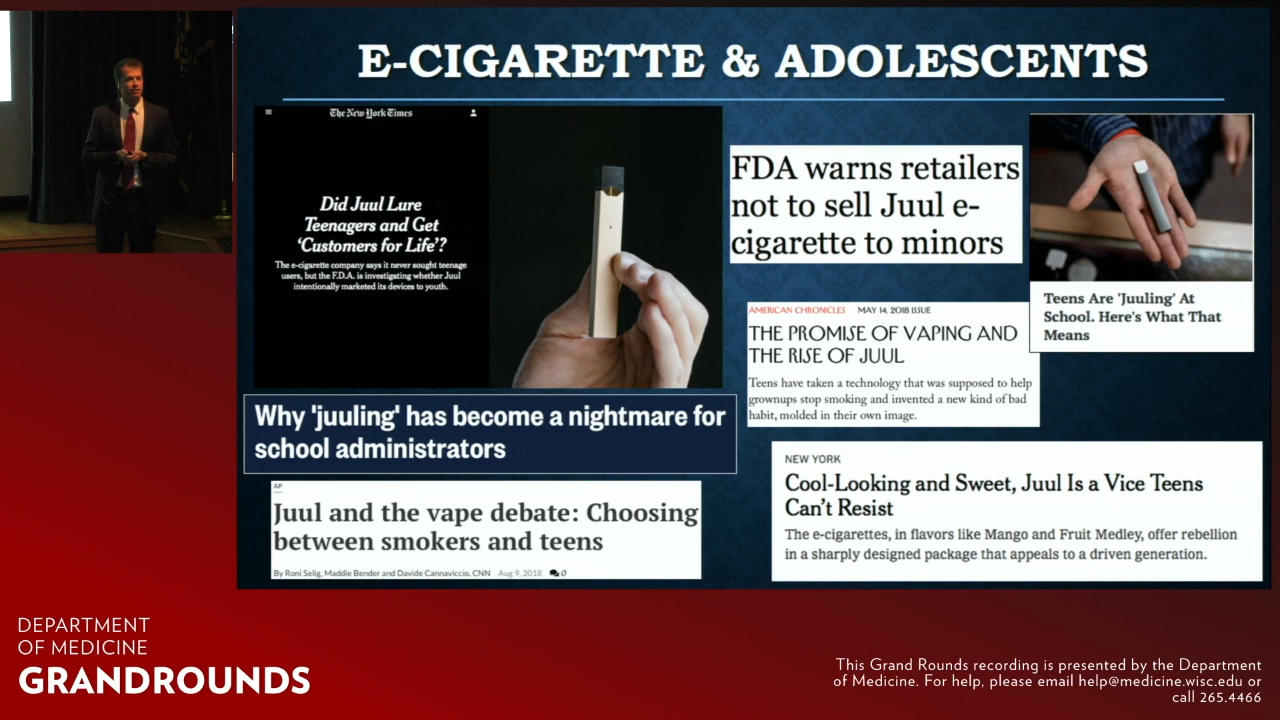 E-CIGARETTE & ADOLESCENTS
The New York Times
Did Juul Lure
Teenagers and Get
'Customers for Life'?
The e-cigarette company says it never sought teenage
users, but the F.D.A. is investigating whether Juul
intentionally marketed its devices to youth.
FDA warns retailers
not to sell Juul e-
cigarette to minors
Teens Are 'Juuling' At
School. Here's What That
Means
AMERICAN CHRONICLES MAY 14, 2018 ISSUE
THE PROMISE OF VAPING AND
THE RISE OF JUUL
Teens have taken a technology that was supposed to help
grownups stop smoking and invented a new kind of bad
habit, molded in their own image.
Why 'juuling' has become a nightmare for
school administrators
AP
Juul and the vape debate: Choosing
between smokers and teens
By Roni Selig, Maddie Bender and Davide Cannaviccio, CNN Aug 9, 2018 0
NEW YORK
Cool-Looking and Sweet, Juul Is a Vice Teens
Can't Resist
The e-cigarettes, in flavors like Mango and Fruit Medley, offer rebellion
in a sharply designed package that appeals to a driven generation.
DEPARTMENT
OF MEDICINE
GRANDROUNDS
This Grand Rounds recording is presented by the Department
of Medicine. For help, please email help@medicine.wisc.edu or
call 265.4466